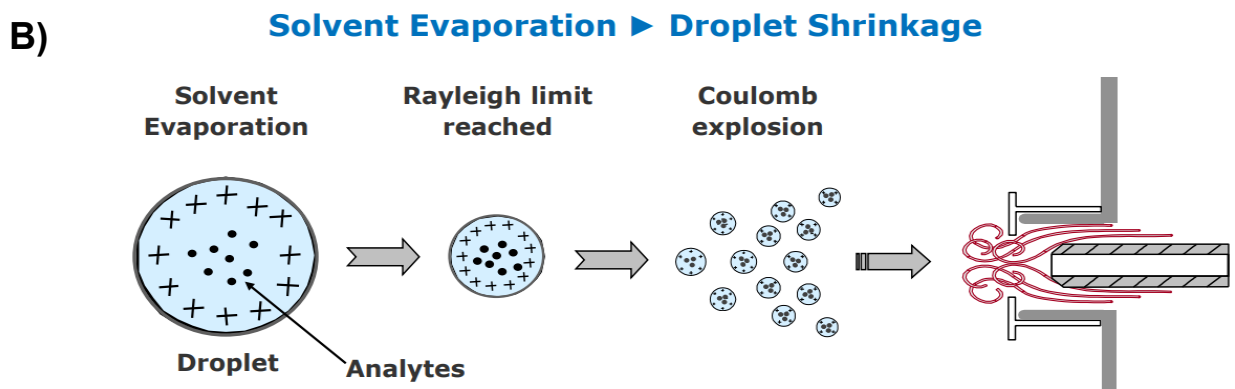 B)
Solvent Evaporation ► Droplet Shrinkage
Solvent
Evaporation
Rayleigh limit
reached
Coulomb
explosion
Droplet
Analytes